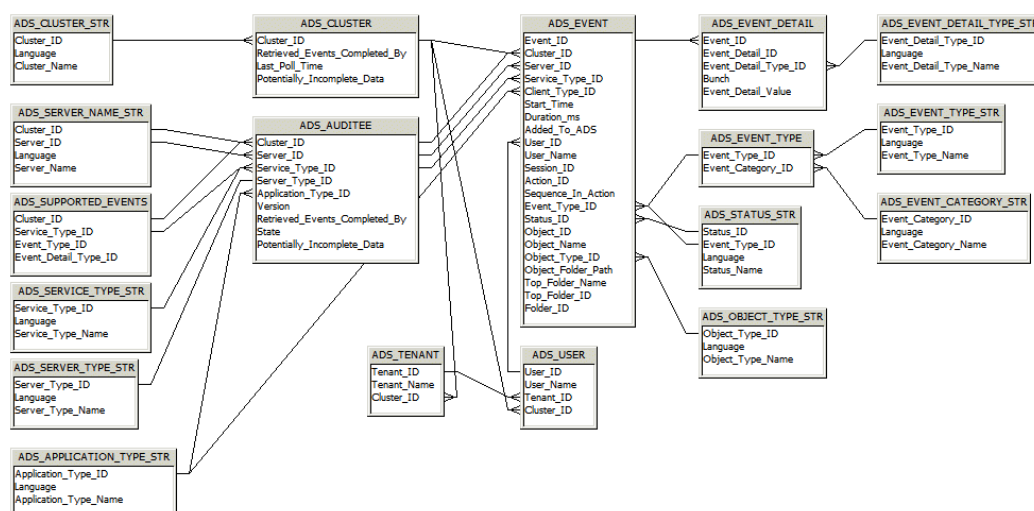 ADS_CLUSTER_STR
Cluster_ID
Language
Cluster_Name
ADS_CLUSTER
Cluster_ID
Retrieved_Events_Completed_By
Last_Poll_Time
Potentially_Incomplete_Data
ADS_EVENT
Event_ID
Cluster_ID
Server_ID
Service_Type_ID
Client_Type_ID
Start_Time
Duration_ms
Added_To_ADS
User_ID
User_Name
Session_ID
Action_ID
Sequence_In_Action
Event_Type_ID
Status_ID
Object_ID
Object_Name
Object_Type_ID
Object_Folder_Path
Top_Folder_Name
Top_Folder_ID
Folder_ID
ADS_EVENT_DETAIL
Event_ID
Event_Detail_ID
Event_Detail_Type_ID
Bunch
Event_Detail_Value
ADS_EVENT_DETAIL_TYPE_STR
Event_Detail_Type_ID
Language
Event_Detail_Type_Name
ADS_SERVER_NAME_STR
Cluster_ID
Server_ID
Language
Server_Name
ADS_AUDITEE
Cluster_ID
Server_ID
Service_Type_ID
Server_Type_ID
Application_Type_ID
Version
Retrieved_Events_Completed_By
State
Potentially_Incomplete_Data
ADS_EVENT_TYPE
Event_Type_ID
Event_Category_ID
ADS_EVENT_TYPE_STR
Event_Type_ID
Language
Event_Type_Name
ADS_SUPPORTED_EVENTS
Cluster_ID
Service_Type_ID
Event_Type_ID
Event_Detail_Type_ID
ADS_STATUS_STR
Status_ID
Event_Type_ID
Language
Status_Name
ADS_EVENT_CATEGORY_STR
Event_Category_ID
Language
Event_Category_Name
ADS_SERVICE_TYPE_STR
Service_Type_ID
Language
Service_Type_Name
ADS_OBJECT_TYPE_STR
Object_Type_ID
Language
Object_Type_Name
ADS_SERVER_TYPE_STR
Server_Type_ID
Language
Server_Type_Name
ADS_TENANT
Tenant_ID
Tenant_Name
Cluster_ID
ADS_USER
User_ID
User_Name
Tenant_ID
Cluster_ID
ADS_APPLICATION_TYPE_STR
Application_Type_ID
Language
Application_Type_Name